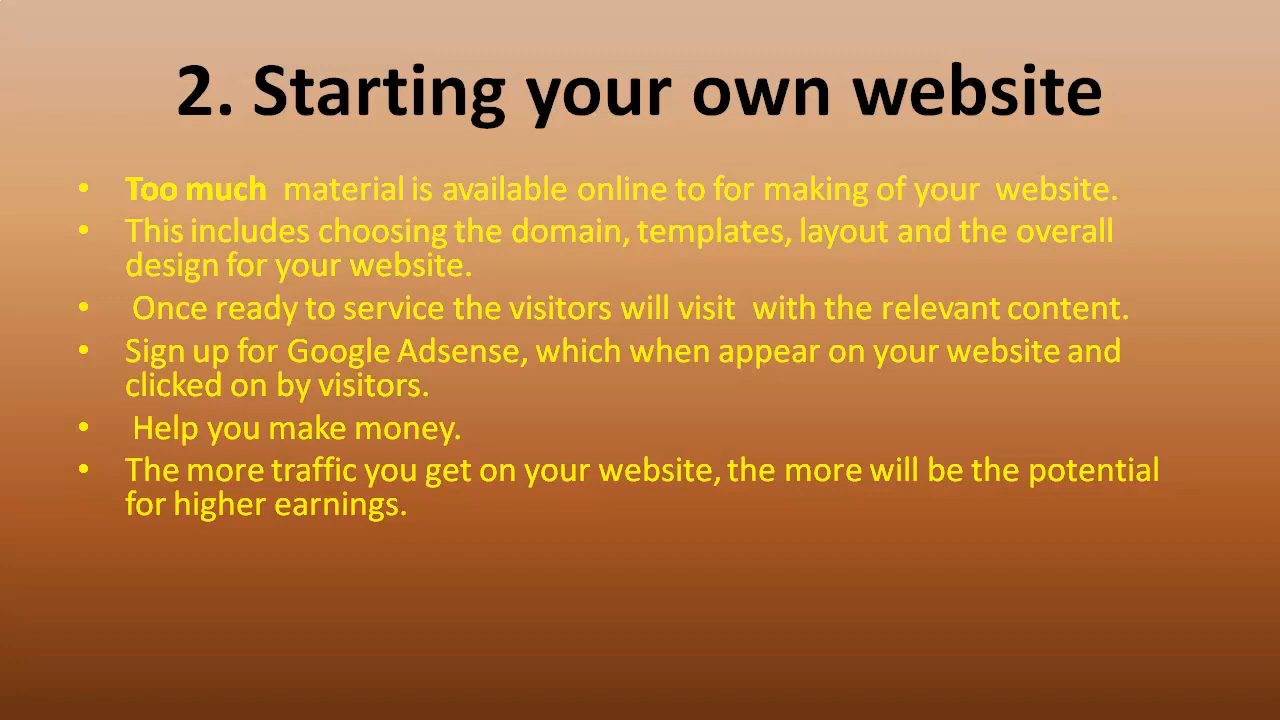 2. Starting your own website
• Too much material is available online to for making of your website.
• This includes choosing the domain, templates, layout and the overall
design for your website.
• Once ready to service the visitors will visit with the relevant content.
• Sign up for Google Adsense, which when appear on your website and
clicked on by visitors.
• Help you make money.
• The more traffic you get on your website, the more will be the potential
for higher earnings.